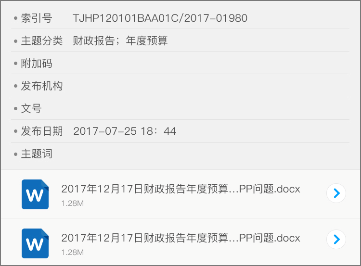 • 索引号 TJHP120101BAA01C/2017-01980
• 主题分类 财政报告；年度预算
• 附加码
• 发布机构
• 文号
• 发布日期 2017-07-25 18：44
• 主题词
W 2017年12月17日财政报告年度预算...PP问题.docx
1.28M
W 2017年12月17日财政报告年度预算...PP问题.docx
1.28M